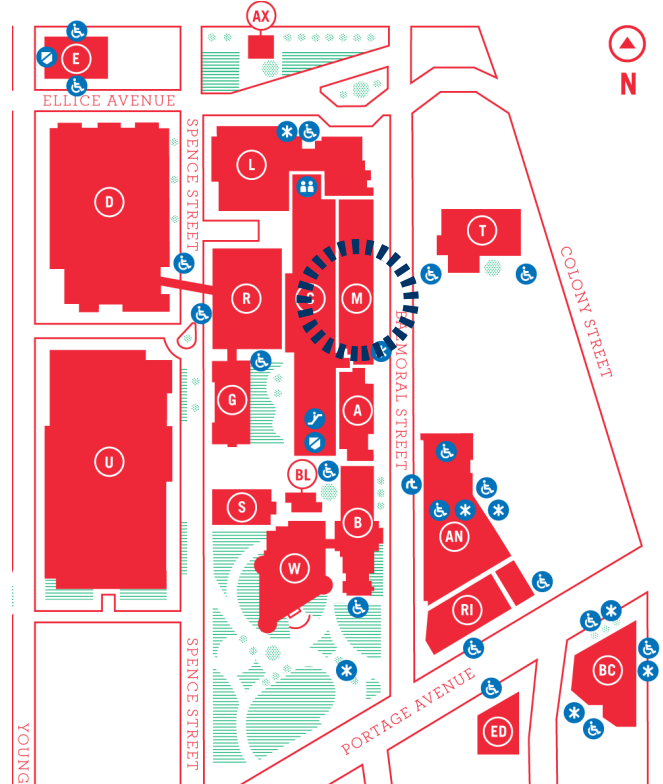 AX
E
N
ELLICE AVENUE
SPENCE STREET
L
D
T
R
C
M
COLONY STREET
BALMORAL STREET
G
A
U
BL
S
B
AN
W
RI
BC
SPENCE STREET
PORTAGE AVENUE
ED
YOUNG